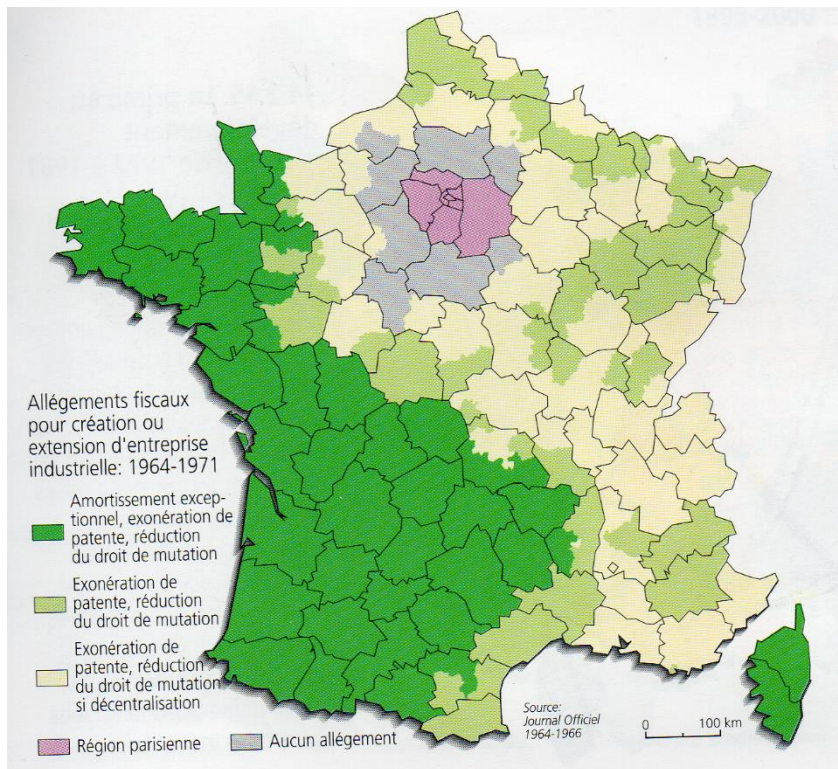 Allégements fiscaux
pour création ou
extension d'entreprise
industrielle: 1964-1971
Amortissement excep-
tionnel, exonération de
patente, réduction
du droit de mutation
Exonération de
patente, réduction
du droit de mutation
Exonération de
patente, réduction
du droit de mutation
si décentralisation
Région parisienne
Aucun allégement
Source:
Journal Officiel
1964-1966
0 100 km